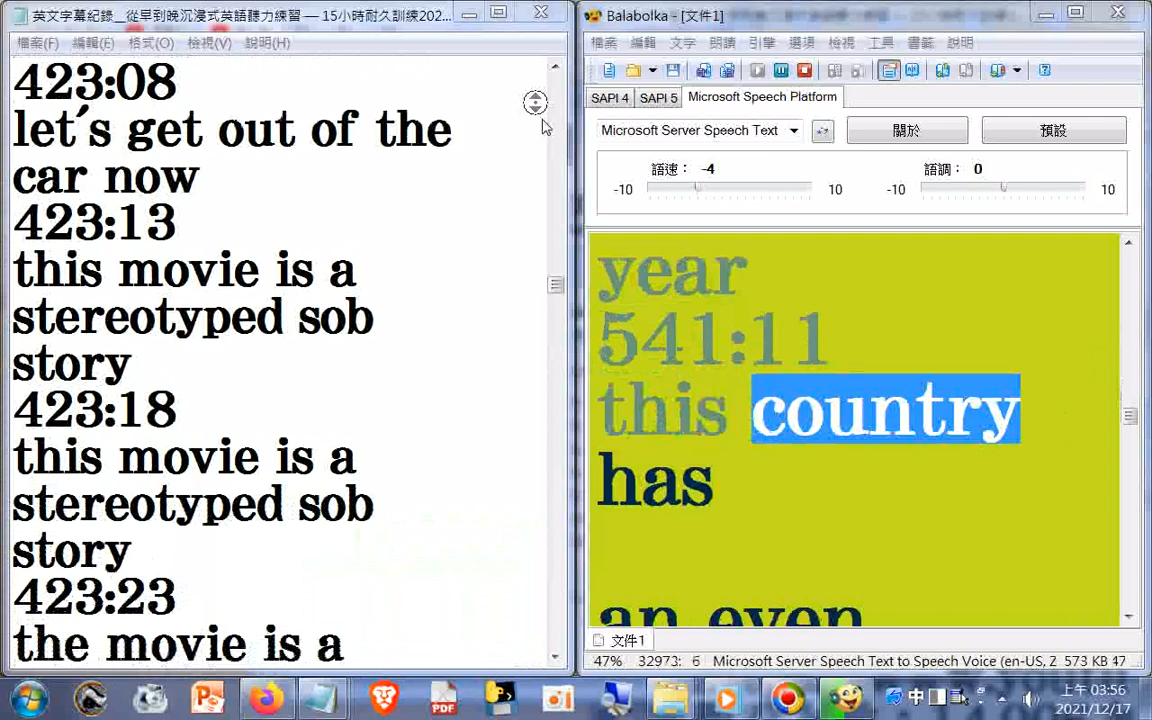 英文字幕紀錄__從早到晚沉浸式英語聽力練習 — 15小時耐久訓練202...
檔案(F) 編輯(E) 格式(O) 檢視(V) 說明(H)
423:08
let's get out of the
car now
423:13
this movie is a
stereotyped sob
story
423:18
this movie is a
stereotyped sob
story
423:23
the movie is a
Balabolka - [文件1]
檔案 編輯 文字 朗讀 引擎 選項 檢視 工具 書籤 說明
SAPI 4 SAPI 5 Microsoft Speech Platform
Microsoft Server Speech Text 關於 預設
語速： -4 語調： 0
-10 10 -10 10
year
541:11
this country
has
an even
文件1
47% 32973: 6 Microsoft Server Speech Text to Speech Voice (en-US, 2 573 KB 47
中 上午 03:56
2021/12/17